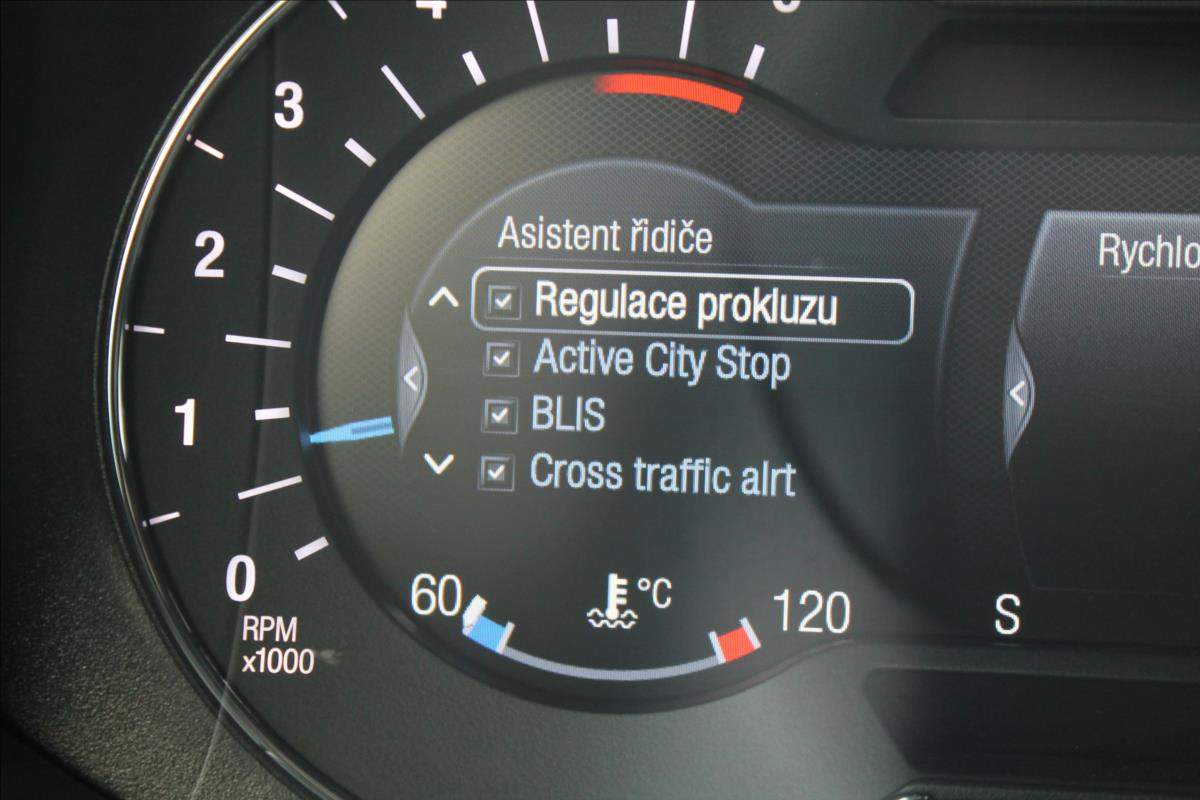 4
3
2
1
0
RPM
x1000
Asistent řidiče
Regulace prokluzu
Active City Stop
BLIS
Cross traffic alrt
60
°C
120
S